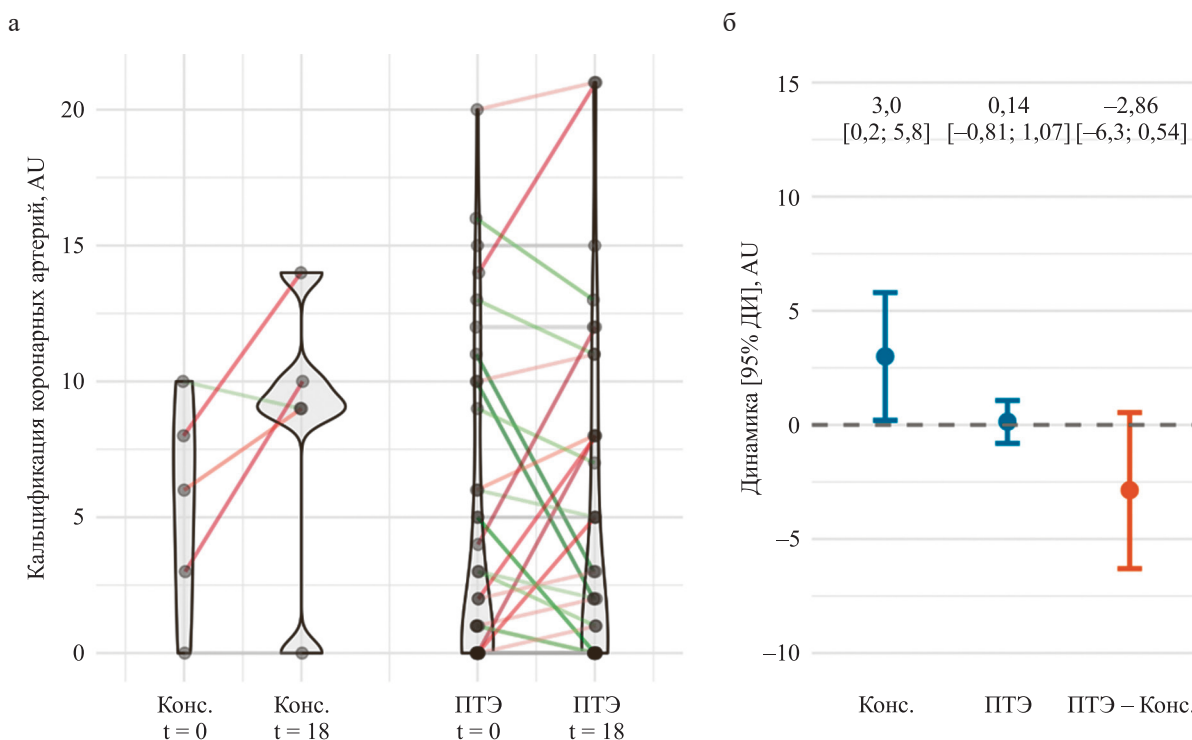 а
Кальцификация коронарных артерий, AU
20
15
10
5
0
Конс.
t = 0
Конс.
t = 18
ПТЭ
t = 0
ПТЭ
t = 18
б
Динамика [95% ДИ], AU
15
10
5
0
–5
–10
3,0
[0,2; 5,8]
0,14
[–0,81; 1,07]
–2,86
[–6,3; 0,54]
Конс.
ПТЭ
ПТЭ – Конс.